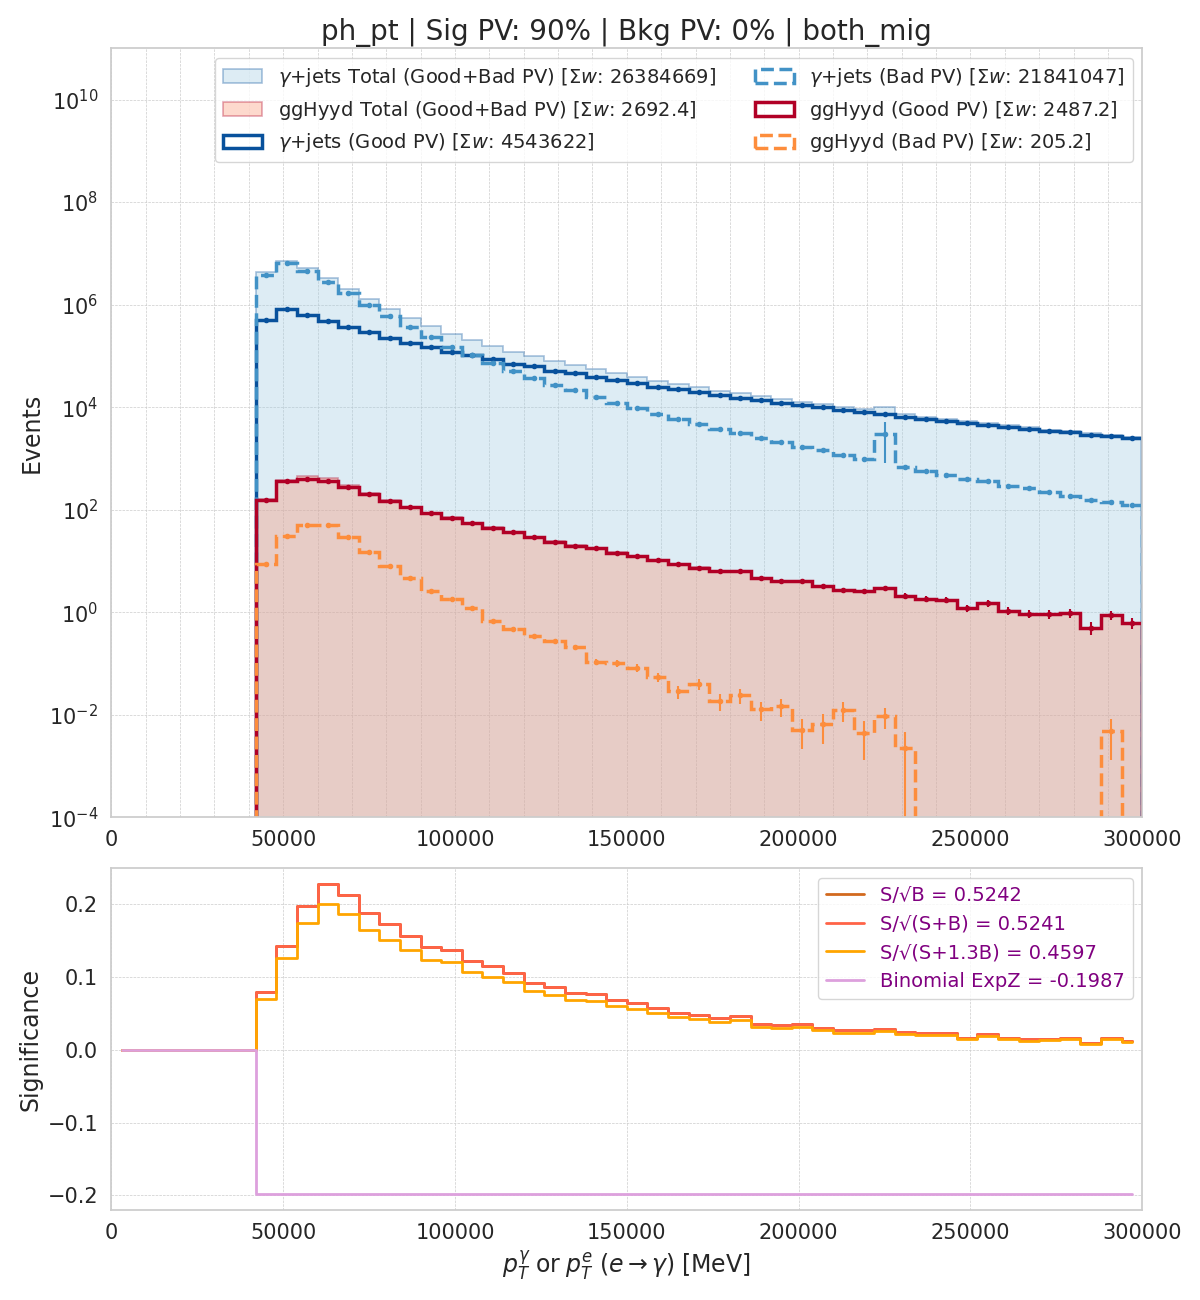 ph_pt | Sig PV: 90% | Bkg PV: 0% | both_mig
γ+jets Total (Good+Bad PV) [Σw: 26384669]
ggHyyd Total (Good+Bad PV) [Σw: 2692.4]
γ+jets (Good PV) [Σw: 4543622]
γ+jets (Bad PV) [Σw: 21841047]
ggHyyd (Good PV) [Σw: 2487.2]
ggHyyd (Bad PV) [Σw: 205.2]
Events
10^10
10^8
10^6
10^4
10^2
10^0
10^−2
10^−4
0 50000 100000 150000 200000 250000 300000
S/√B = 0.5242
S/√(S+B) = 0.5241
S/√(S+1.3B) = 0.4597
Binomial ExpZ = -0.1987
Significance
0.2
0.1
0.0
−0.1
−0.2
0 50000 100000 150000 200000 250000 300000
p_T^γ or p_T^e (e→γ) [MeV]